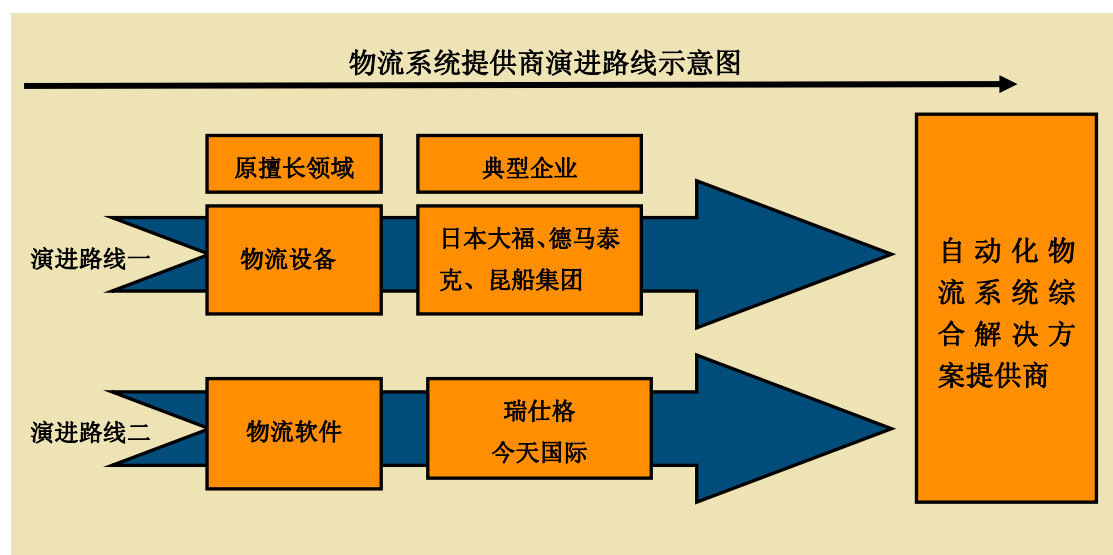 物流系统提供商演进路线示意图
原擅长领域
典型企业
演进路线一
物流设备
日本大福、德马泰
克、昆船集团
演进路线二
物流软件
瑞仕格
今天国际
自动化物
流系统综
合解决方
案提供商